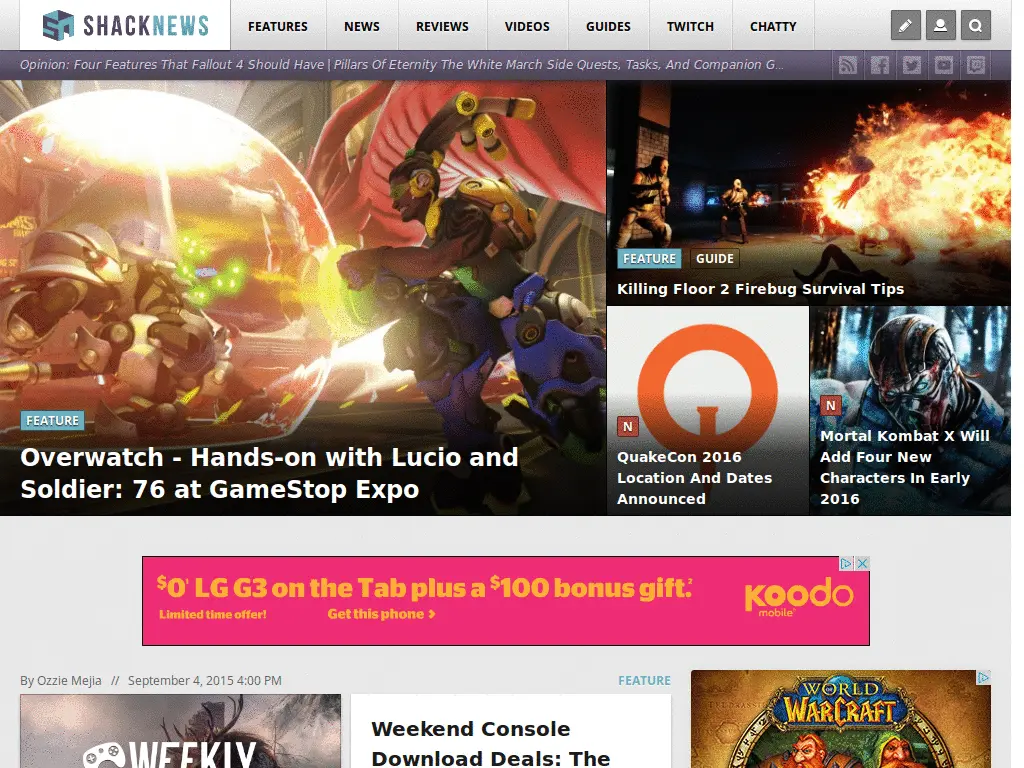 SHACKNEWS
FEATURES NEWS REVIEWS VIDEOS GUIDES TWITCH CHATTY
Opinion: Four Features That Fallout 4 Should Have | Pillars Of Eternity The White March Side Quests, Tasks, And Companion G...
FEATURE
Overwatch - Hands-on with Lucio and
Soldier: 76 at GameStop Expo
FEATURE GUIDE
Killing Floor 2 Firebug Survival Tips
N
QuakeCon 2016
Location And Dates
Announced
N
Mortal Kombat X Will
Add Four New
Characters In Early
2016
$0¹ LG G3 on the Tab plus a $100 bonus gift.²
Limited time offer! Get this phone >
koodo
mobile
By Ozzie Mejia // September 4, 2015 4:00 PM
FEATURE
WEEKLY
Weekend Console
Download Deals: The
WORLD
OF
WARCRAFT